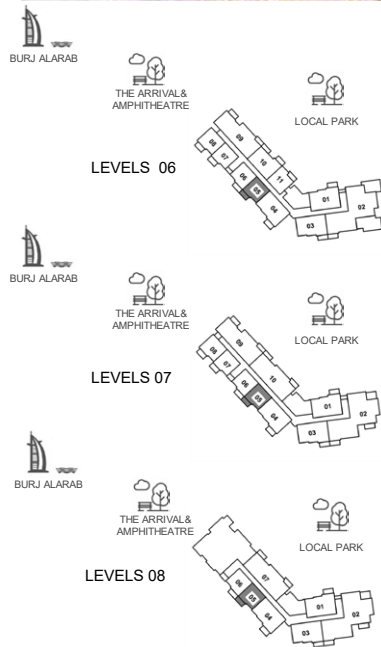 BURJ ALARAB
THE ARRIVAL&
AMPHITHEATRE
LOCAL PARK
LEVELS 06
08
07
09
06
05
04
10
11
03
01
02
BURJ ALARAB
THE ARRIVAL&
AMPHITHEATRE
LOCAL PARK
LEVELS 07
08
07
09
06
05
04
10
03
01
02
BURJ ALARAB
THE ARRIVAL&
AMPHITHEATRE
LOCAL PARK
LEVELS 08
06
05
04
07
03
01
02